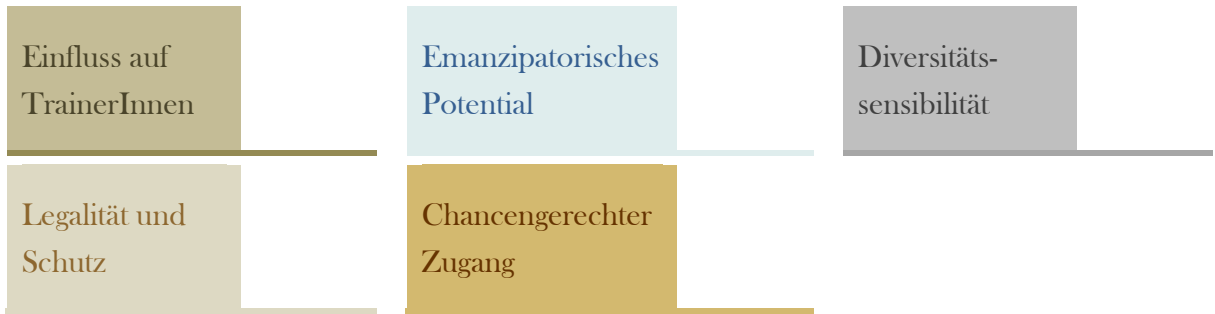 Einfluss auf
TrainerInnen
Emanzipatorisches
Potential
Diversitäts-
sensibilität
Legalität und
Schutz
Chancengerechter
Zugang